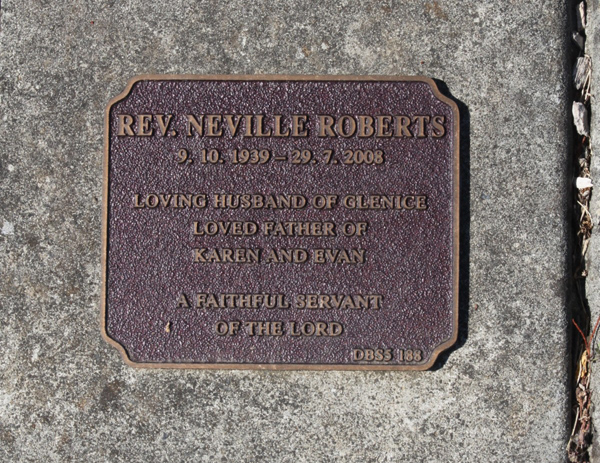 REV. NEVILLE ROBERTS
9. 10. 1939 – 29. 7. 2008
LOVING HUSBAND OF GLENICE
LOVED FATHER OF
KAREN AND EVAN
A FAITHFUL SERVANT
OF THE LORD
DBS5 188